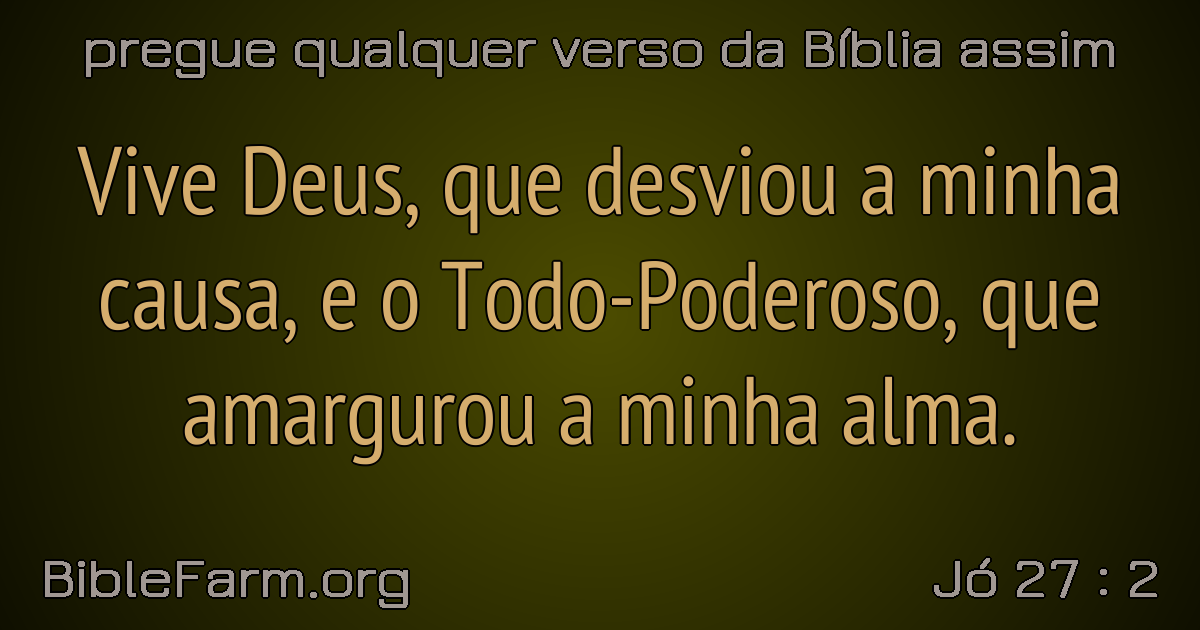 pregue qualquer verso da Bíblia assim
Vive Deus, que desviou a minha
causa, e o Todo-Poderoso, que
amargurou a minha alma.
BibleFarm.org
Jó 27 : 2